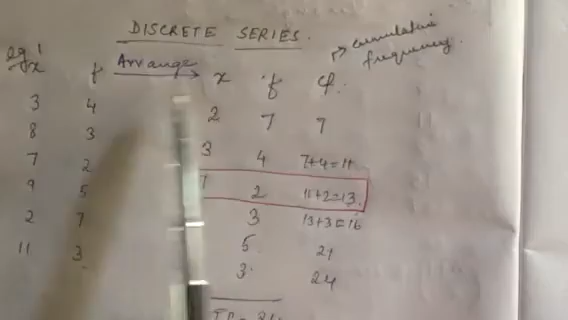 DISCRETE SERIES.
→ cumulative frequency.
eg 1
x f Arrange → x f Cf.
3 4 2 7 7
8 3 3 4 7+4=11
7 2 7 2 11+2=13.
9 5 3 13+3=16
2 7 5. 21
11 3. 3. 24